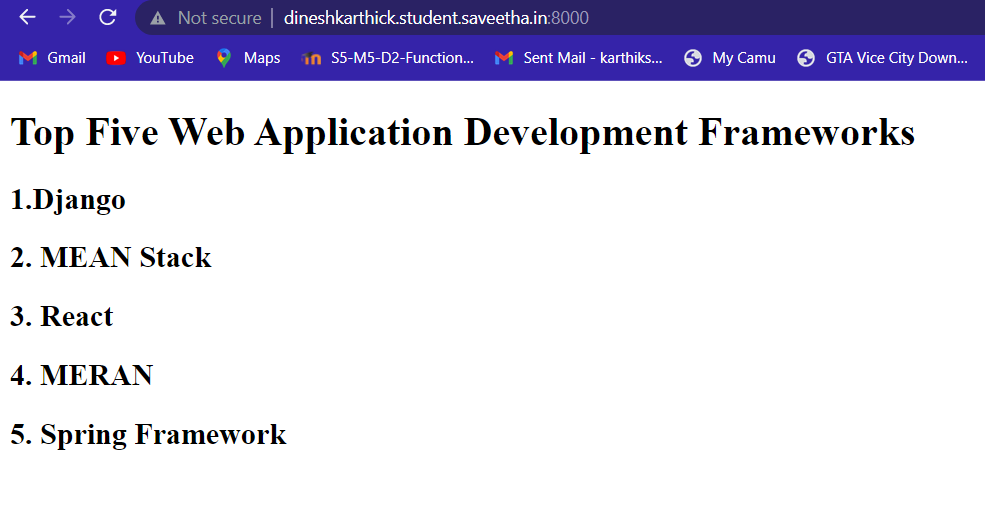 Not secure | dineshkarthick.student.saveetha.in:8000
Gmail YouTube Maps S5-M5-D2-Function... Sent Mail - karthiks... My Camu GTA Vice City Down...
Top Five Web Application Development Frameworks
1.Django
2. MEAN Stack
3. React
4. MERAN
5. Spring Framework